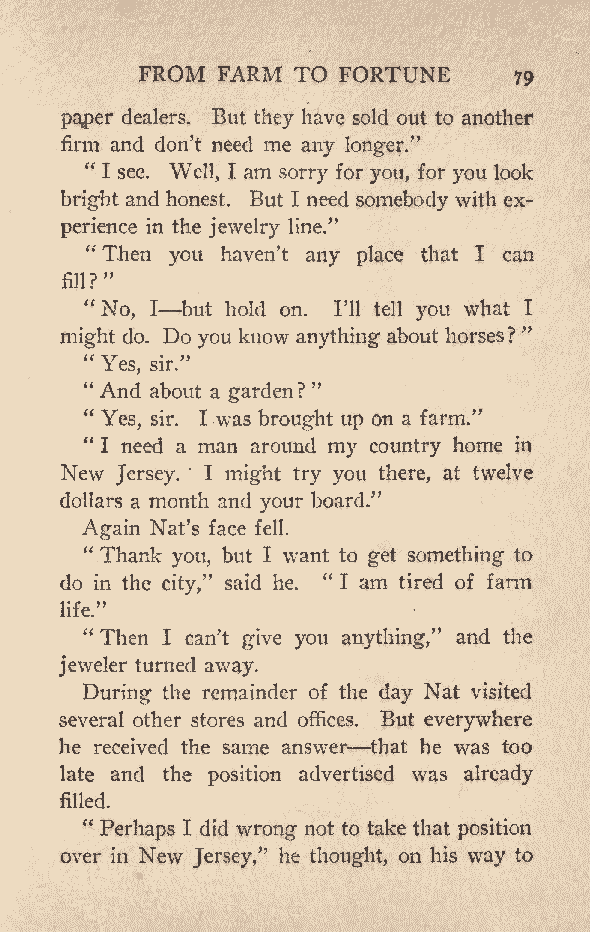 FROM FARM TO FORTUNE 79
paper dealers. But they have sold out to another
firm and don't need me any longer."
" I see. Well, I am sorry for you, for you look
bright and honest. But I need somebody with ex-
perience in the jewelry line."
" Then you haven't any place that I can
fill? "
" No, I—but hold on. I'll tell you what I
might do. Do you know anything about horses? "
" Yes, sir."
" And about a garden? "
" Yes, sir. I was brought up on a farm."
" I need a man around my country home in
New Jersey. I might try you there, at twelve
dollars a month and your board."
Again Nat's face fell.
" Thank you, but I want to get something to
do in the city," said he. " I am tired of farm
life."
" Then I can't give you anything," and the
jeweler turned away.
During the remainder of the day Nat visited
several other stores and offices. But everywhere
he received the same answer—that he was too
late and the position advertised was already
filled.
" Perhaps I did wrong not to take that position
over in New Jersey," he thought, on his way to